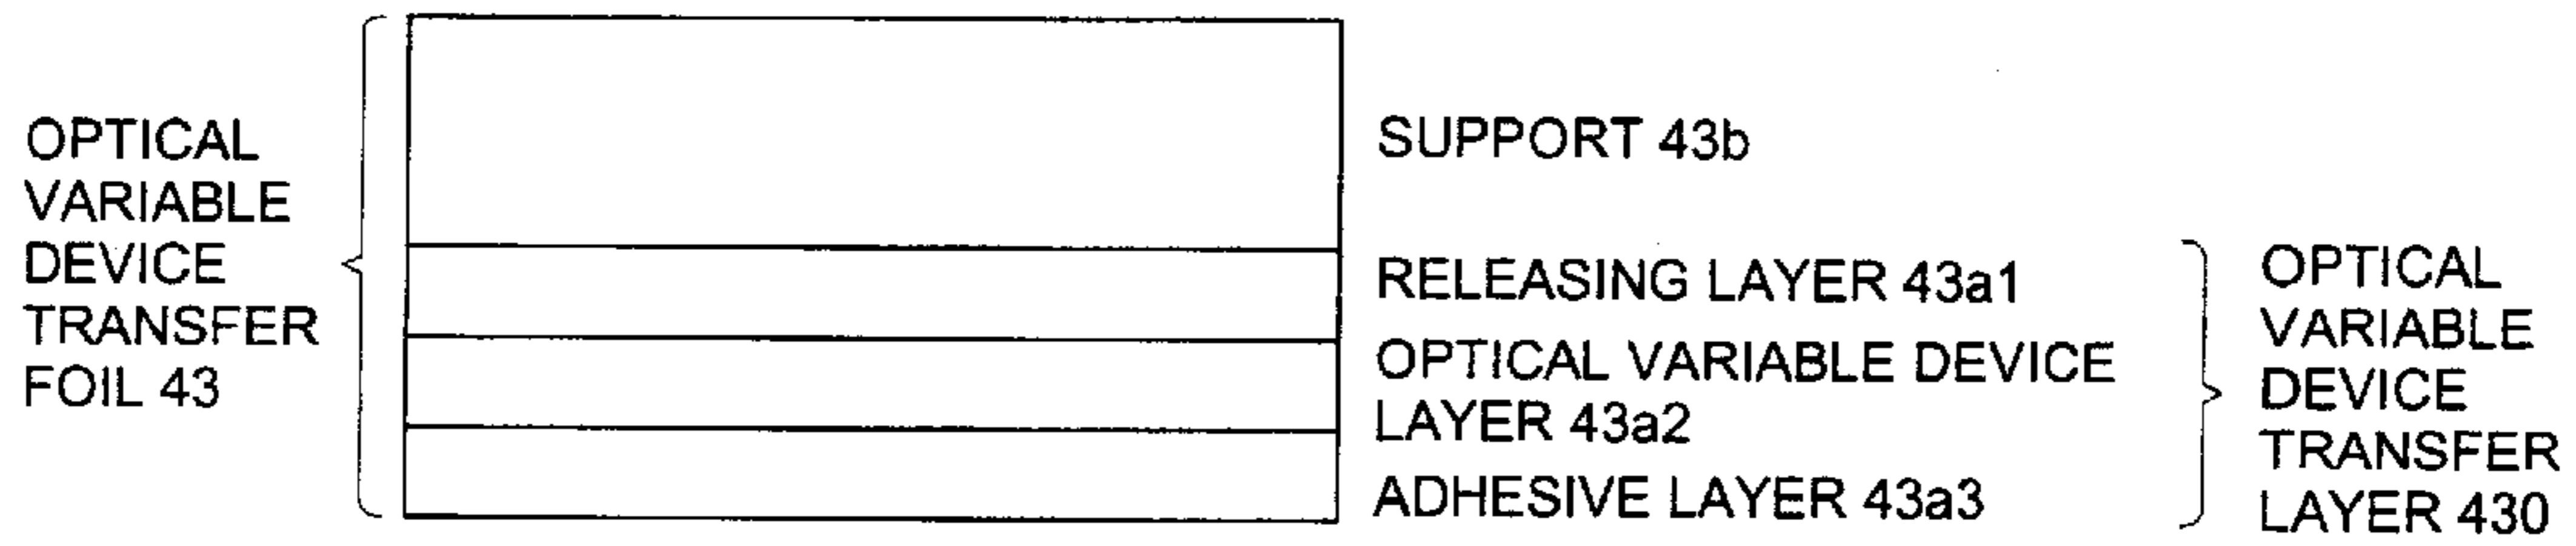 OPTICAL
VARIABLE
DEVICE
TRANSFER
FOIL 43
SUPPORT 43b
RELEASING LAYER 43a1
OPTICAL VARIABLE DEVICE
LAYER 43a2
ADHESIVE LAYER 43a3
OPTICAL
VARIABLE
DEVICE
TRANSFER
LAYER 430